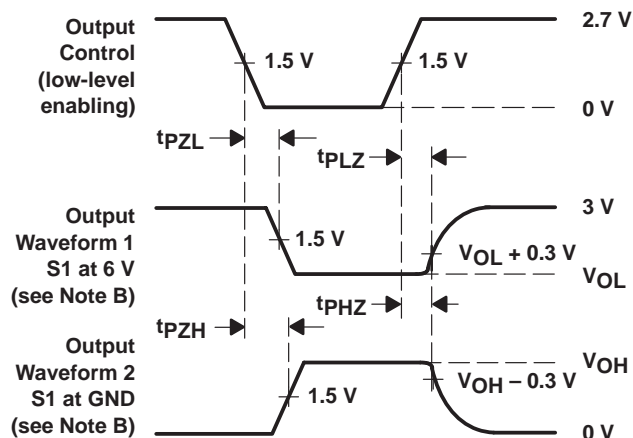 Output
Control
(low-level
enabling)
2.7 V
1.5 V
1.5 V
0 V
tPZL
tPLZ
Output
Waveform 1
S1 at 6 V
(see Note B)
3 V
1.5 V
VOL + 0.3 V
VOL
tPZH
tPHZ
Output
Waveform 2
S1 at GND
(see Note B)
VOH
1.5 V
VOH − 0.3 V
0 V